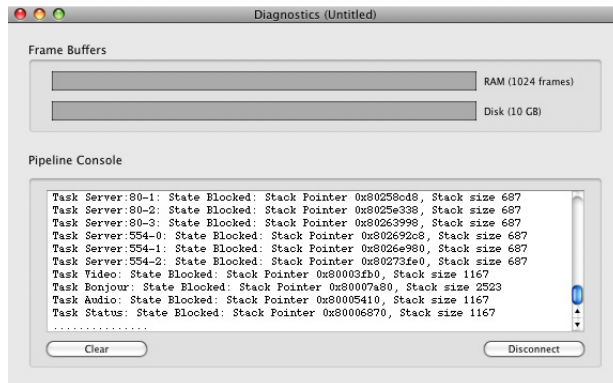 Diagnostics (Untitled)
Frame Buffers
RAM (1024 frames)
Disk (10 GB)
Pipeline Console
Task Server:80-1: State Blocked: Stack Pointer 0x80258cd8, Stack size 687
Task Server:80-2: State Blocked: Stack Pointer 0x8025e338, Stack size 687
Task Server:80-3: State Blocked: Stack Pointer 0x80263998, Stack size 687
Task Server:554-0: State Blocked: Stack Pointer 0x802692c8, Stack size 687
Task Server:554-1: State Blocked: Stack Pointer 0x8026e980, Stack size 687
Task Server:554-2: State Blocked: Stack Pointer 0x80273fe0, Stack size 687
Task Video: State Blocked: Stack Pointer 0x80003fb0, Stack size 1167
Task Bonjour: State Blocked: Stack Pointer 0x80007a80, Stack size 2523
Task Audio: State Blocked: Stack Pointer 0x80005410, Stack size 1167
Task Status: State Blocked: Stack Pointer 0x80006870, Stack size 1167
...............
Clear
Disconnect